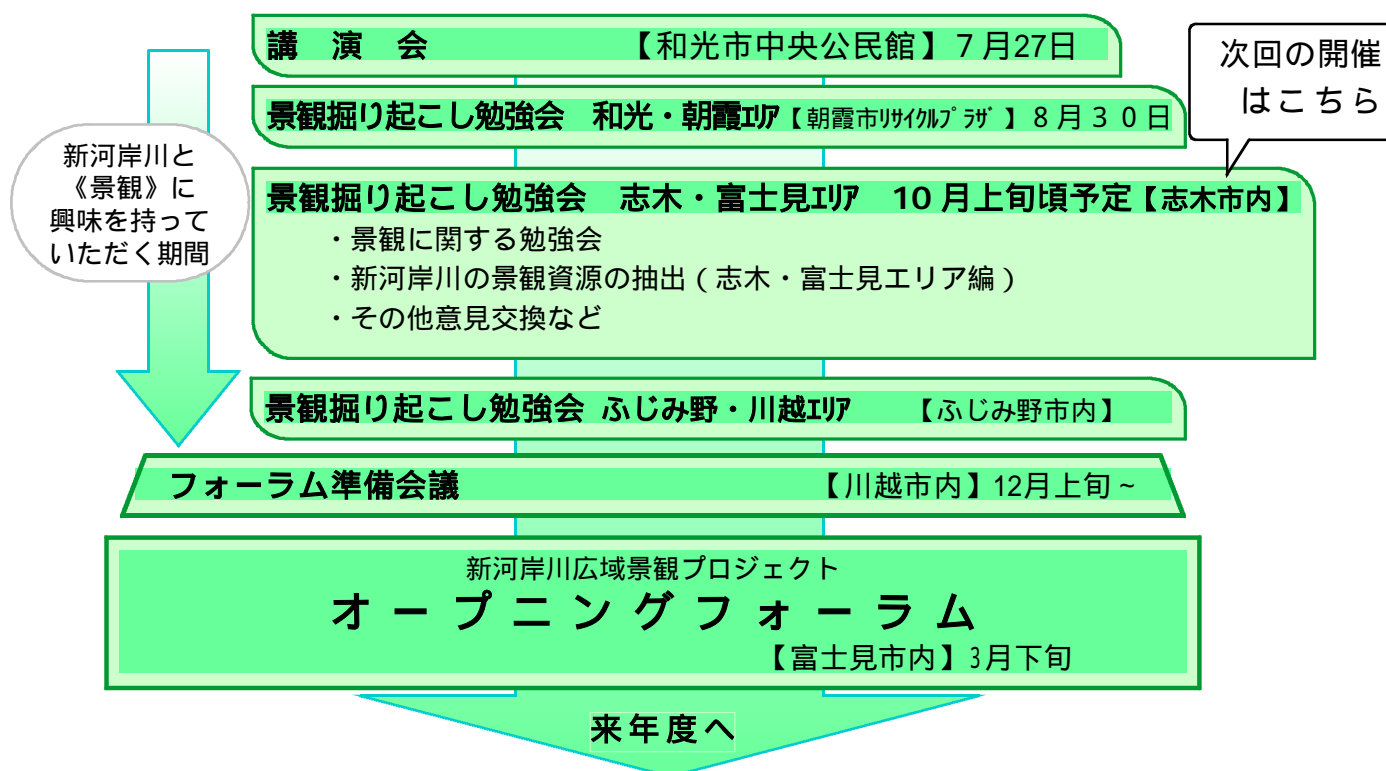 講 演 会 【和光市中央公民館】７月27日
次回の開催
はこちら
景観掘り起こし勉強会 和光・朝霞ｴﾘｱ【朝霞市ﾘｻｲｸﾙﾌﾟﾗｻﾞ】８月３０日
新河岸川と
《景観》に
興味を持って
いただく期間
景観掘り起こし勉強会 志木・富士見ｴﾘｱ 10月上旬頃予定【志木市内】
・景観に関する勉強会
・新河岸川の景観資源の抽出（志木・富士見エリア編）
・その他意見交換など
景観掘り起こし勉強会 ふじみ野・川越ｴﾘｱ 【ふじみ野市内】
フォーラム準備会議 【川越市内】12月上旬~
新河岸川広域景観プロジェクト
オープニングフォーラム
【富士見市内】3月下旬
来年度へ